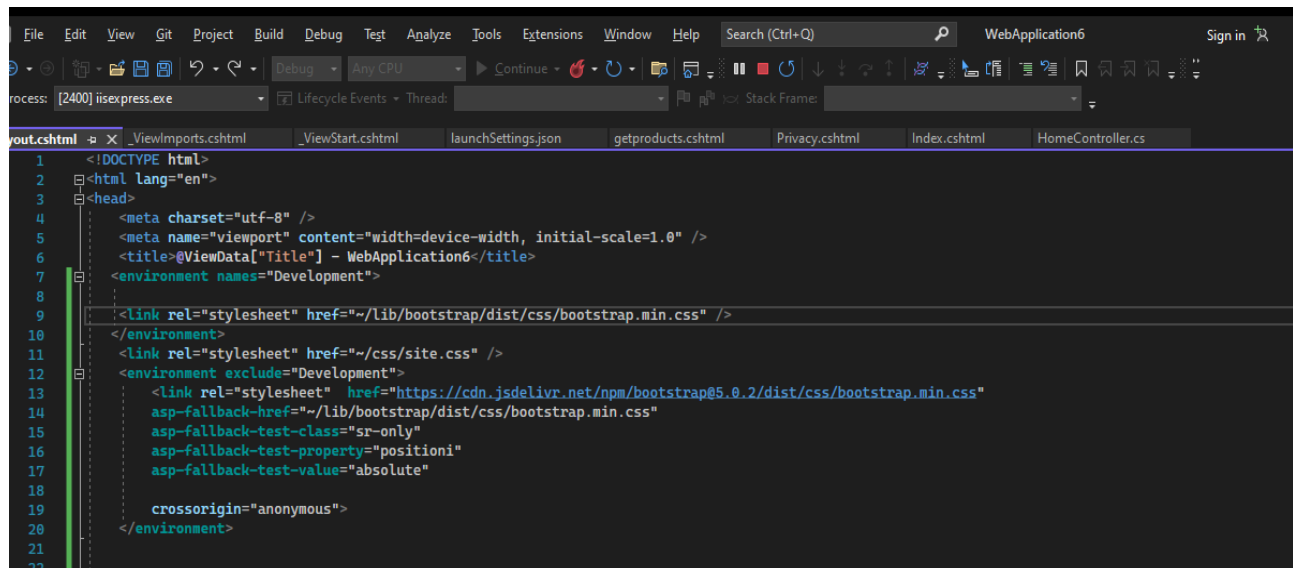 File Edit View Git Project Build Debug Test Analyze Tools Extensions Window Help Search (Ctrl+Q) WebApplication6 Sign in
Debug Any CPU Continue
rocess: [2400] iisexpress.exe Lifecycle Events Thread: Stack Frame:
yout.cshtml _ViewImports.cshtml _ViewStart.cshtml launchSettings.json getproducts.cshtml Privacy.cshtml Index.cshtml HomeController.cs
1 <!DOCTYPE html>
2 <html lang="en">
3 <head>
4 <meta charset="utf-8" />
5 <meta name="viewport" content="width=device-width, initial-scale=1.0" />
6 <title>@ViewData["Title"] - WebApplication6</title>
7 <environment names="Development">
8
9 <link rel="stylesheet" href="~/lib/bootstrap/dist/css/bootstrap.min.css" />
10 </environment>
11 <link rel="stylesheet" href="~/css/site.css" />
12 <environment exclude="Development">
13 <link rel="stylesheet" href="https://cdn.jsdelivr.net/npm/bootstrap@5.0.2/dist/css/bootstrap.min.css"
14 asp-fallback-href="~/lib/bootstrap/dist/css/bootstrap.min.css"
15 asp-fallback-test-class="sr-only"
16 asp-fallback-test-property="positioni"
17 asp-fallback-test-value="absolute"
18
19 crossorigin="anonymous">
20 </environment>
21
22